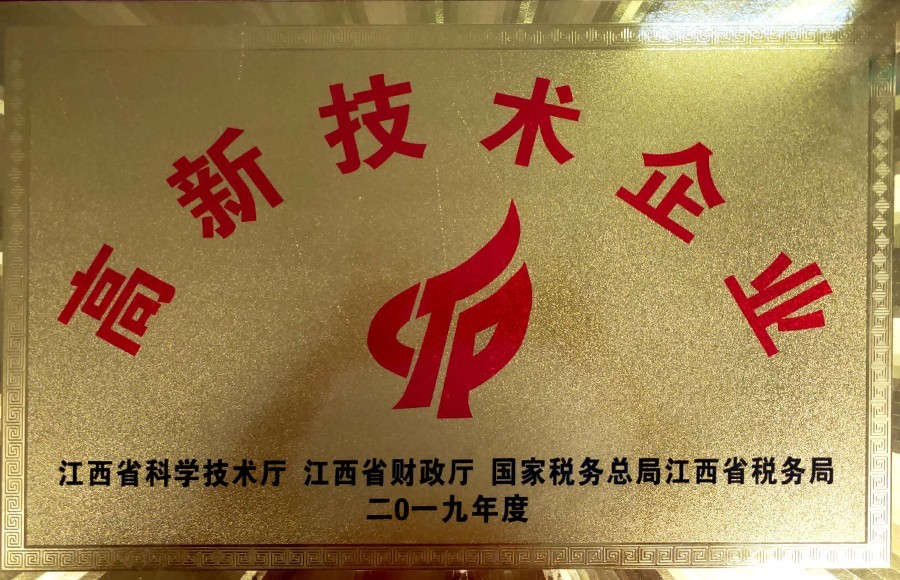 高新技术企业
江西省科学技术厅 江西省财政厅 国家税务总局江西省税务局
二0一九年度